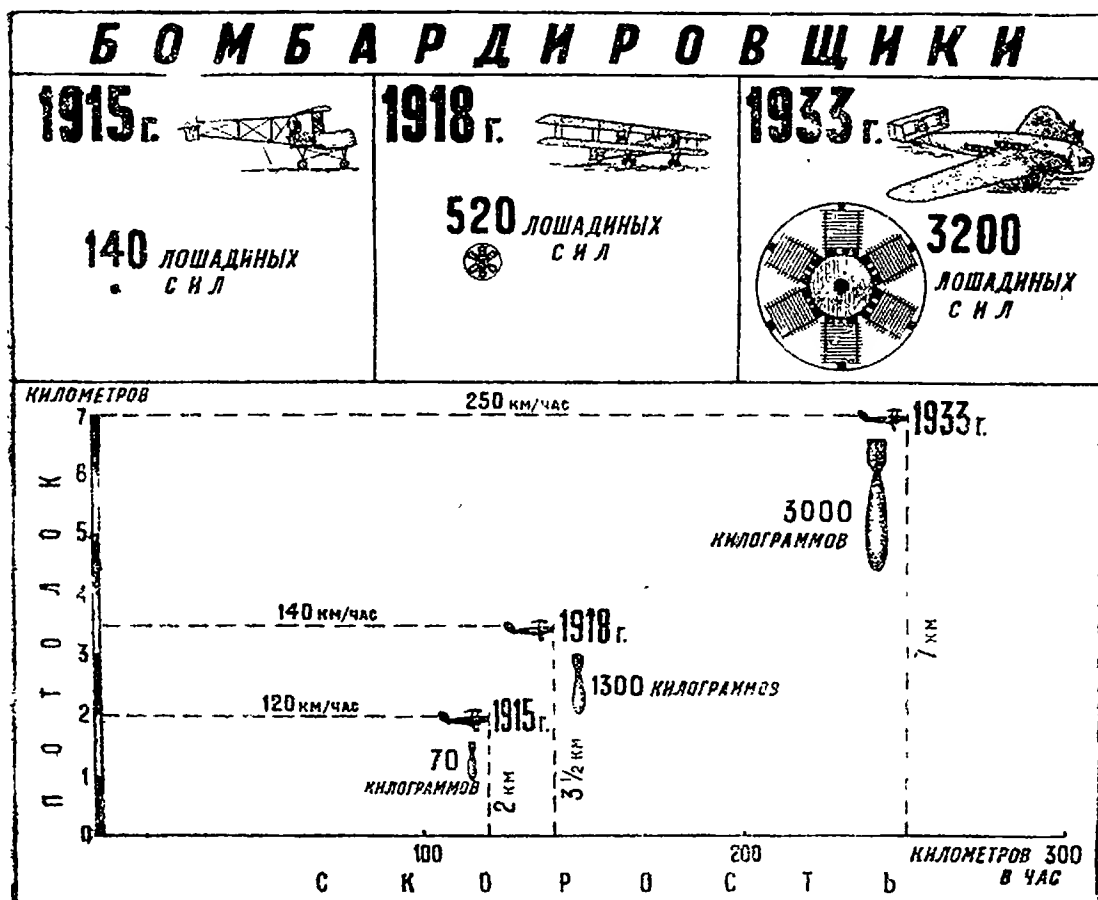 БОМБАРДИРОВЩИКИ
1915 г.
140 ЛОШАДИНЫХ
СИЛ
1918 г.
520 ЛОШАДИНЫХ
СИЛ
1933 г.
3200
ЛОШАДИНЫХ
СИЛ
КИЛОМЕТРОВ
ПОТОЛОК
7
6
5
4
3
2
1
0
250 КМ/ЧАС
1933 г.
3000
КИЛОГРАММОВ
7 КМ
140 КМ/ЧАС
1918 г.
1300 КИЛОГРАММОВ
3 ½ КМ
120 КМ/ЧАС
1915 г.
70
КИЛОГРАММОВ
2 КМ
100
200
КИЛОМЕТРОВ 300
В ЧАС
СКОРОСТЬ